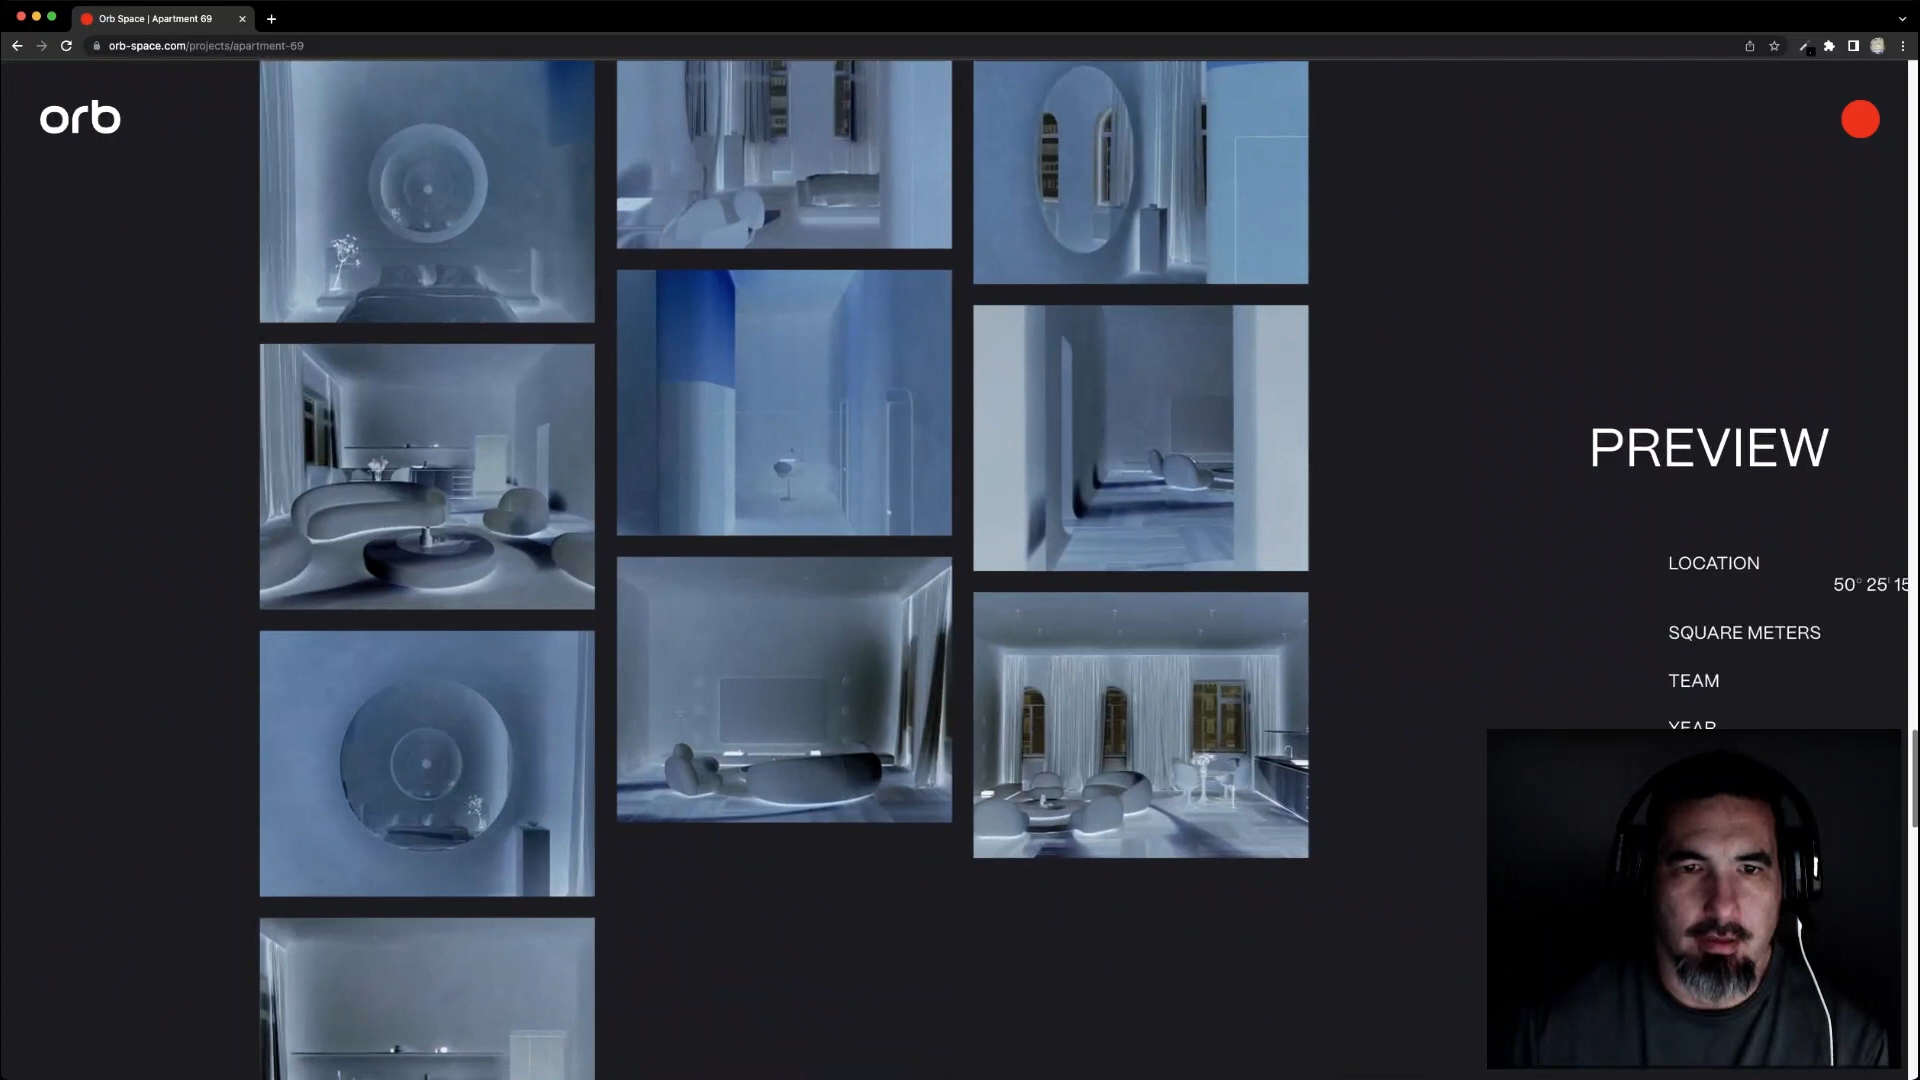 Orb Space | Apartment 69
orb-space.com/projects/apartment-69
orb
PREVIEW
LOCATION
50° 25' 15
SQUARE METERS
TEAM
YEAR